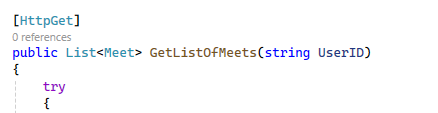 [HttpGet]
0 references
public List<Meet> GetListOfMeets(string UserID)
{
try
{